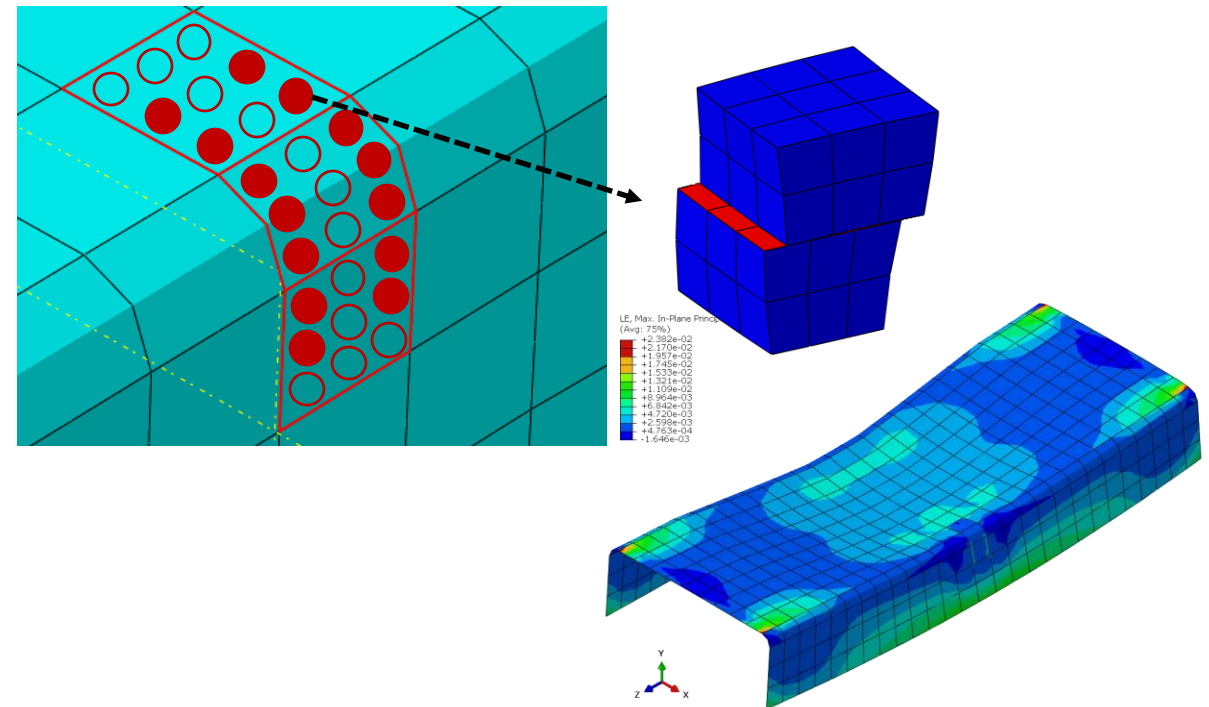 LE, Max. In-Plane Princip
(Avg: 75%)
+2.382e-02
+2.170e-02
+1.957e-02
+1.745e-02
+1.533e-02
+1.321e-02
+1.109e-02
+8.964e-03
+6.842e-03
+4.720e-03
+2.598e-03
+4.763e-04
-1.646e-03
Y
Z
X